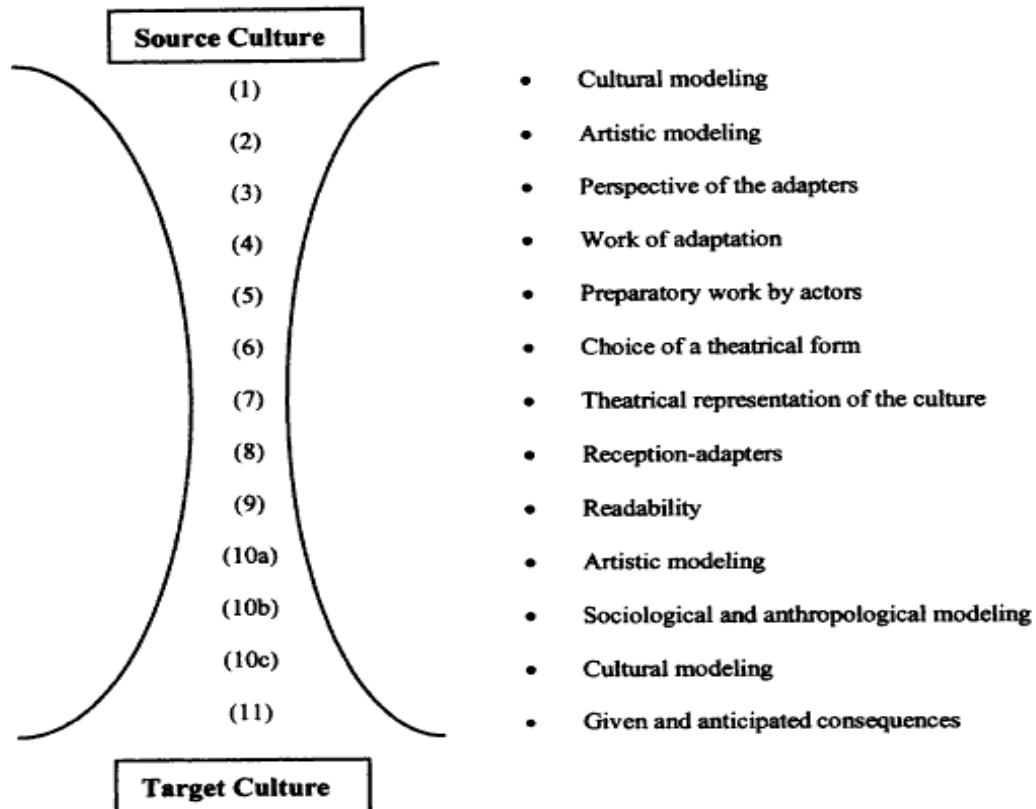 Source Culture
(1) • Cultural modeling
(2) • Artistic modeling
(3) • Perspective of the adapters
(4) • Work of adaptation
(5) • Preparatory work by actors
(6) • Choice of a theatrical form
(7) • Theatrical representation of the culture
(8) • Reception-adapters
(9) • Readability
(10a) • Artistic modeling
(10b) • Sociological and anthropological modeling
(10c) • Cultural modeling
(11) • Given and anticipated consequences
Target Culture